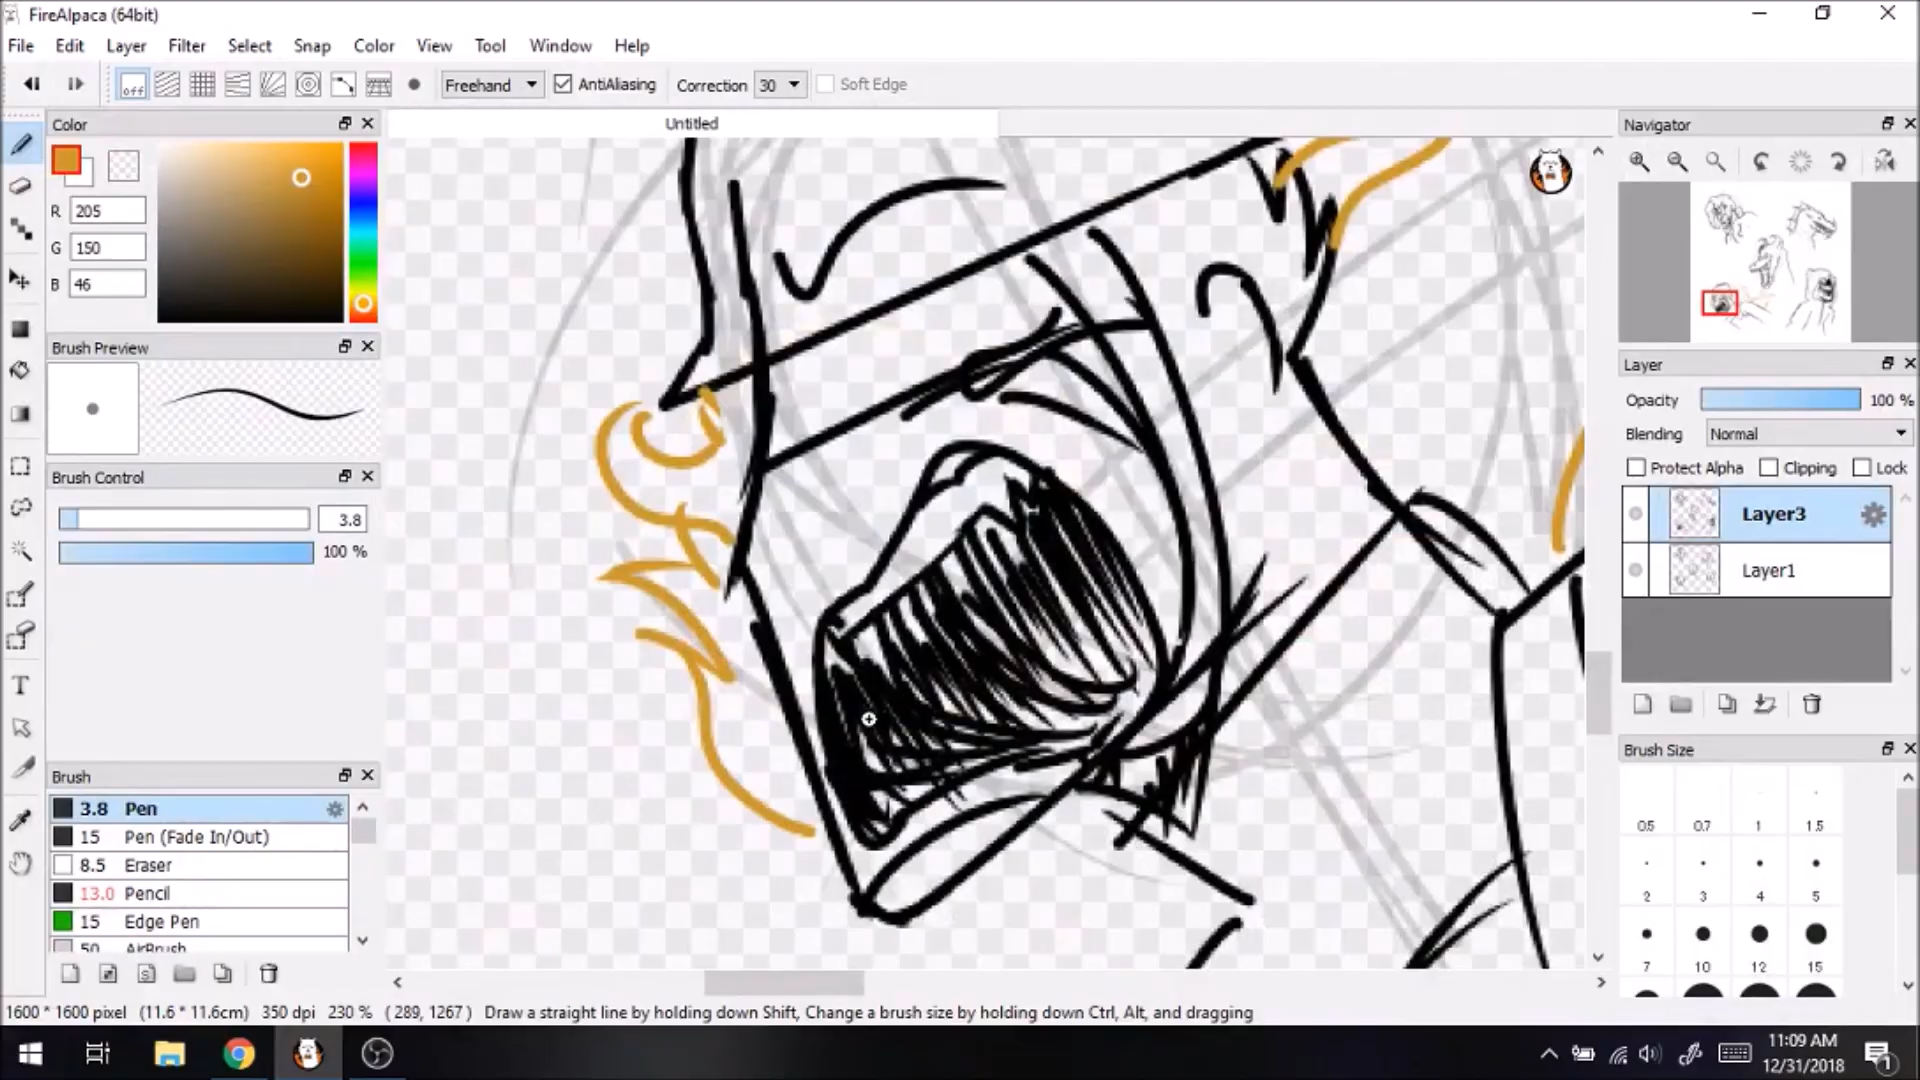 FireAlpaca (64bit)
File Edit Layer Filter Select Snap Color View Tool Window Help
off Freehand AntiAliasing Correction 30 Soft Edge
Color
Untitled
Navigator
R 205
G 150
B 46
Brush Preview
Layer
Opacity 100 %
Blending Normal
Protect Alpha Clipping Lock
Brush Control
3.8
100 %
Layer3
Layer1
Brush
3.8 Pen
15 Pen (Fade In/Out)
8.5 Eraser
13.0 Pencil
15 Edge Pen
50 AirBrush
Brush Size
0.5 0.7 1 1.5
2 3 4 5
7 10 12 15
1600 * 1600 pixel (11.6 * 11.6cm) 350 dpi 230 % ( 289, 1267 ) Draw a straight line by holding down Shift, Change a brush size by holding down Ctrl, Alt, and dragging
11:09 AM
12/31/2018
1